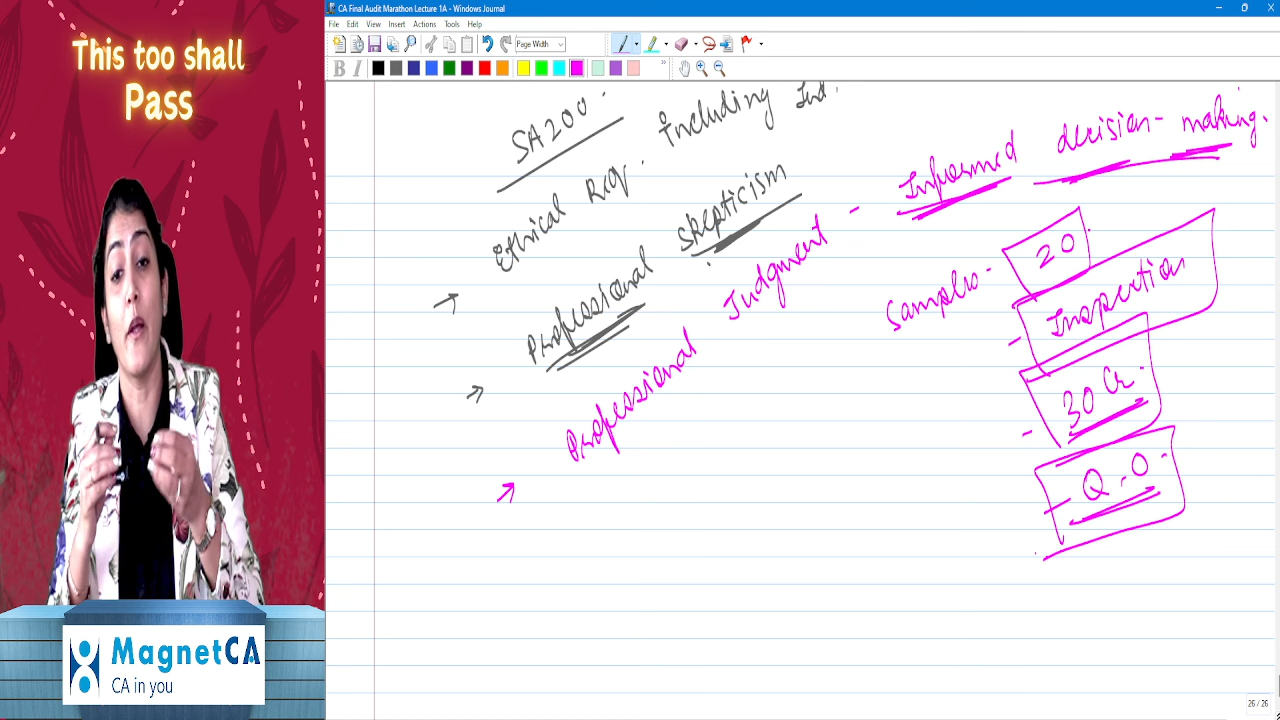 This too shall
Pass
MagnetCA
CA in you
CA Final Audit Marathon Lecture 1A - Windows Journal
File Edit View Insert Actions Tools Help
Page Width
B I
SA200.
Ethical Req. Including Ind.
→ Professional Skepticism
→ Professional Judgment - Informed decision-making.
→
Samples - 20
- Inspection
- 30 Cr.
- Q.O.
26 / 26